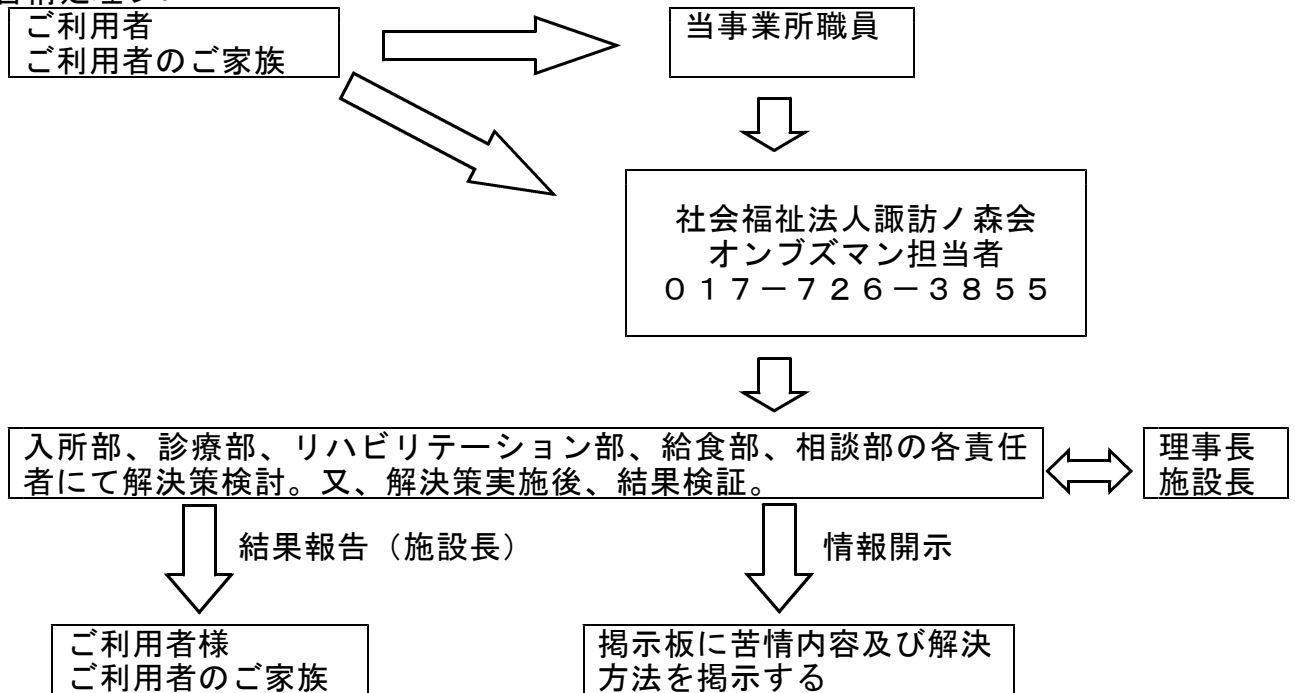 ご利用者
ご利用者のご家族
当事業所職員
社会福祉法人諏訪ノ森会
オンブズマン担当者
０１７－７２６－３８５５
入所部、診療部、リハビリテーション部、給食部、相談部の各責任
者にて解決策検討。又、解決策実施後、結果検証。
理事長
施設長
結果報告（施設長）
情報開示
ご利用者様
ご利用者のご家族
掲示板に苦情内容及び解決
方法を掲示する